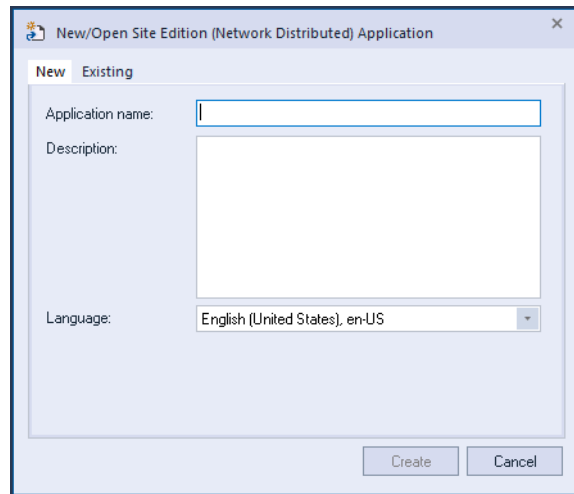 New/Open Site Edition (Network Distributed) Application
New Existing
Application name:
Description:
Language: English (United States), en-US
Create Cancel